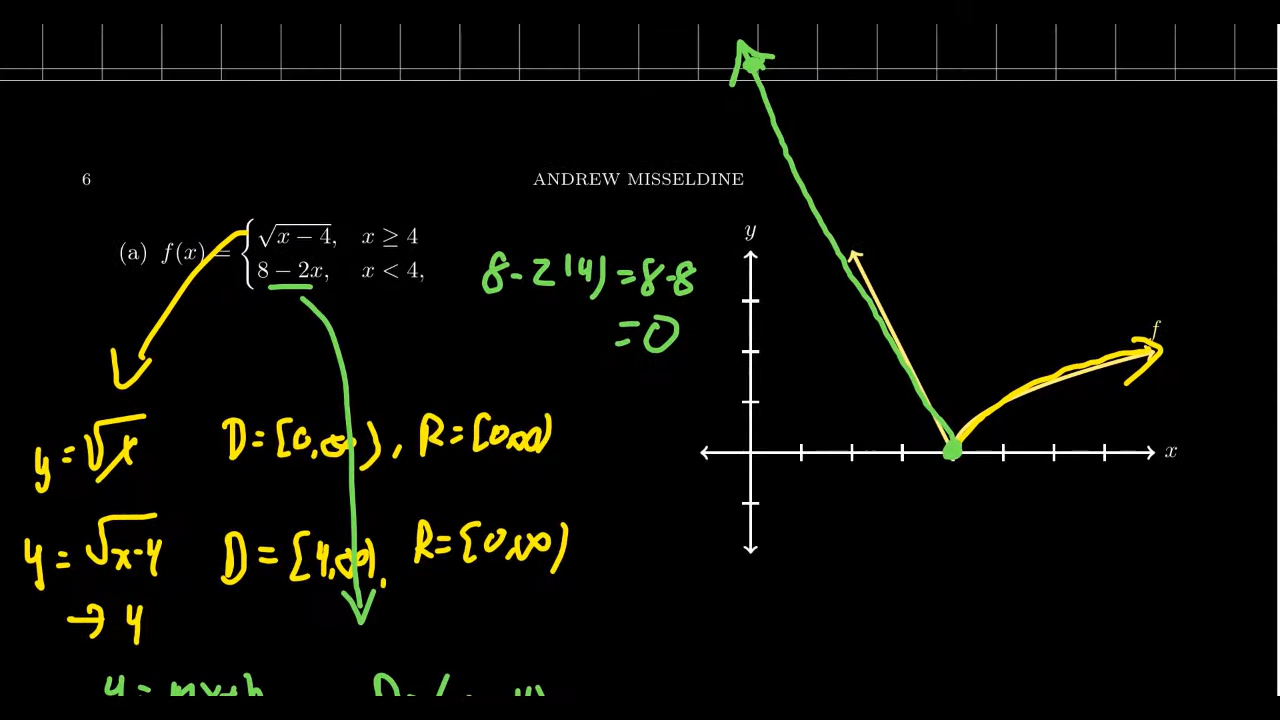 6
ANDREW MISSELDINE
(a) f(x) = { √x − 4, x ≥ 4
8 − 2x, x < 4,
8 - 2(4) = 8-8
= 0
y
f
x
y = √x D = [0,∞), R = [0,∞)
y = √x-4 D = [4,∞), R = [0,∞)
→ 4
y = mx+b